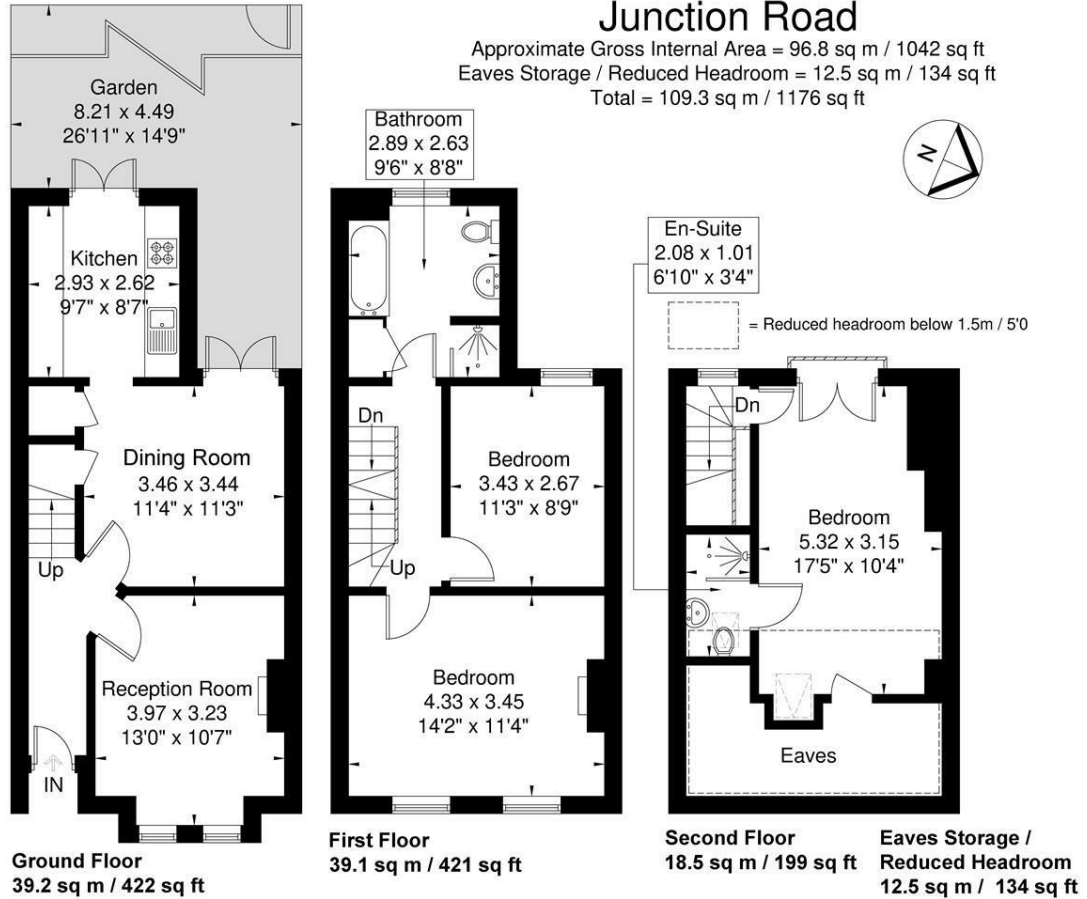 Junction Road
Approximate Gross Internal Area = 96.8 sq m / 1042 sq ft
Eaves Storage / Reduced Headroom = 12.5 sq m / 134 sq ft
Total = 109.3 sq m / 1176 sq ft
N
Garden
8.21 x 4.49
26'11" x 14'9"
Kitchen
2.93 x 2.62
9'7" x 8'7"
Dining Room
3.46 x 3.44
11'4" x 11'3"
Up
Reception Room
3.97 x 3.23
13'0" x 10'7"
IN
Ground Floor
39.2 sq m / 422 sq ft
Bathroom
2.89 x 2.63
9'6" x 8'8"
Dn
Bedroom
3.43 x 2.67
11'3" x 8'9"
Up
Bedroom
4.33 x 3.45
14'2" x 11'4"
First Floor
39.1 sq m / 421 sq ft
En-Suite
2.08 x 1.01
6'10" x 3'4"
= Reduced headroom below 1.5m / 5'0
Dn
Bedroom
5.32 x 3.15
17'5" x 10'4"
Eaves
Second Floor
18.5 sq m / 199 sq ft
Eaves Storage /
Reduced Headroom
12.5 sq m / 134 sq ft